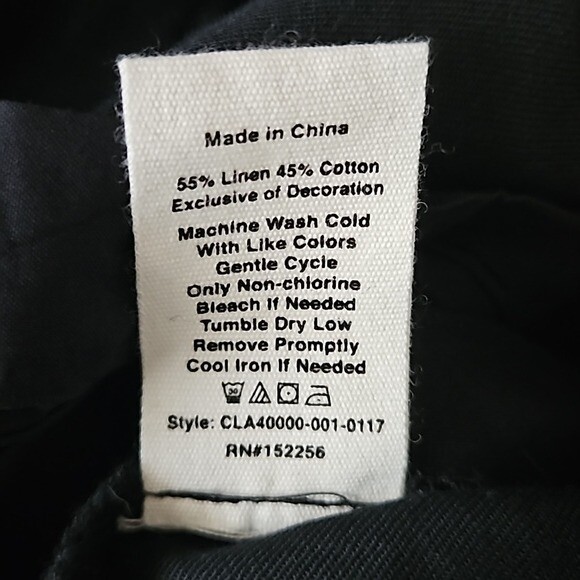 Made in China
55% Linen 45% Cotton
Exclusive of Decoration
Machine Wash Cold
With Like Colors
Gentle Cycle
Only Non-chlorine
Bleach If Needed
Tumble Dry Low
Remove Promptly
Cool Iron If Needed
30
Style: CLA40000-001-0117
RN#152256